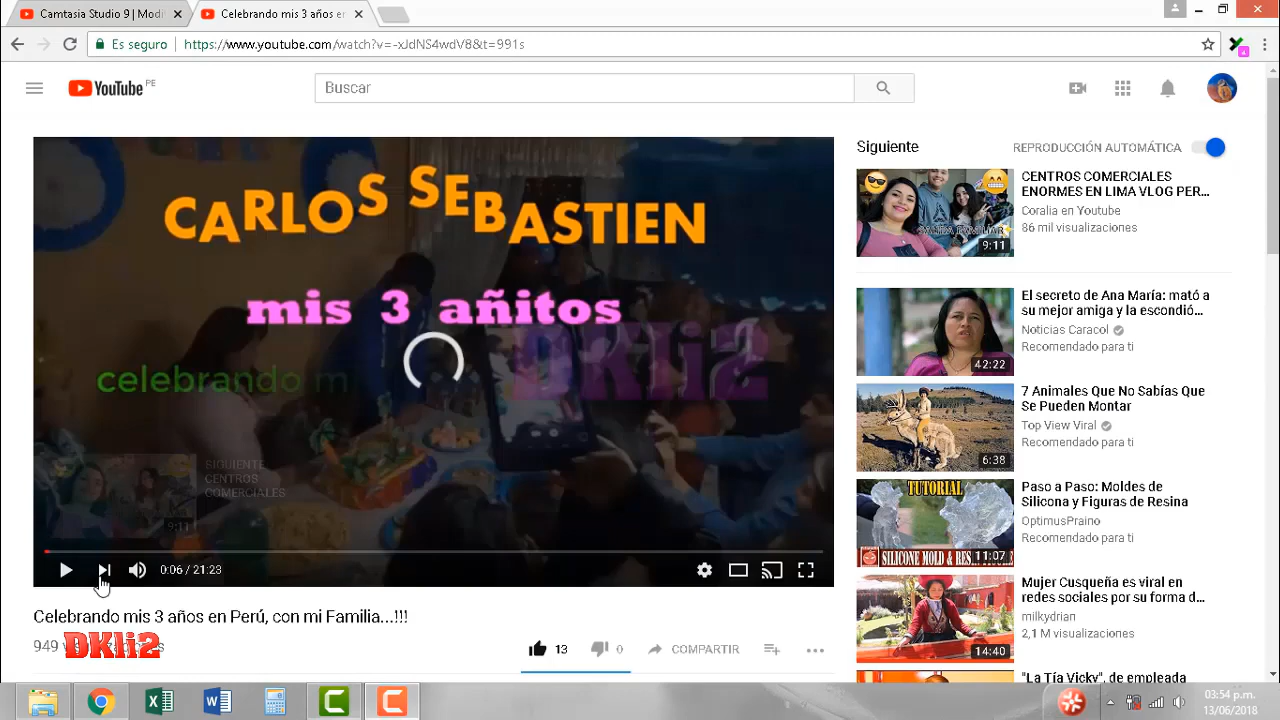 Camtasia Studio 9 | Modi
Celebrando mis 3 años en
Es seguro
https://www.youtube.com/watch?v=-xJdNS4wdV8&t=991s
YouTube PE
Buscar
CARLOS SEBASTIEN
mis 3 añitos
celebrando m
DKli2
SIGUIENTE
CENTROS
COMERCIALES
9:11
0:06 / 21:23
Celebrando mis 3 años en Perú, con mi Familia...!!!
949
DKli2
13
0
COMPARTIR
Siguiente
REPRODUCCIÓN AUTOMÁTICA
9:11
CENTROS COMERCIALES
ENORMES EN LIMA VLOG PER...
Coralia en Youtube
86 mil visualizaciones
42:22
El secreto de Ana María: mató a
su mejor amiga y la escondió...
Noticias Caracol
Recomendado para ti
6:38
7 Animales Que No Sabías Que
Se Pueden Montar
Top View Viral
Recomendado para ti
TUTORIAL
SILICONE MOLD & RES
11:07
Paso a Paso: Moldes de
Silicona y Figuras de Resina
OptimusPraino
Recomendado para ti
14:40
Mujer Cusqueña es viral en
redes sociales por su forma d...
milkydrian
2,1 M visualizaciones
"La Tía Vicky", de empleada
03:54 p.m.
13/06/2018